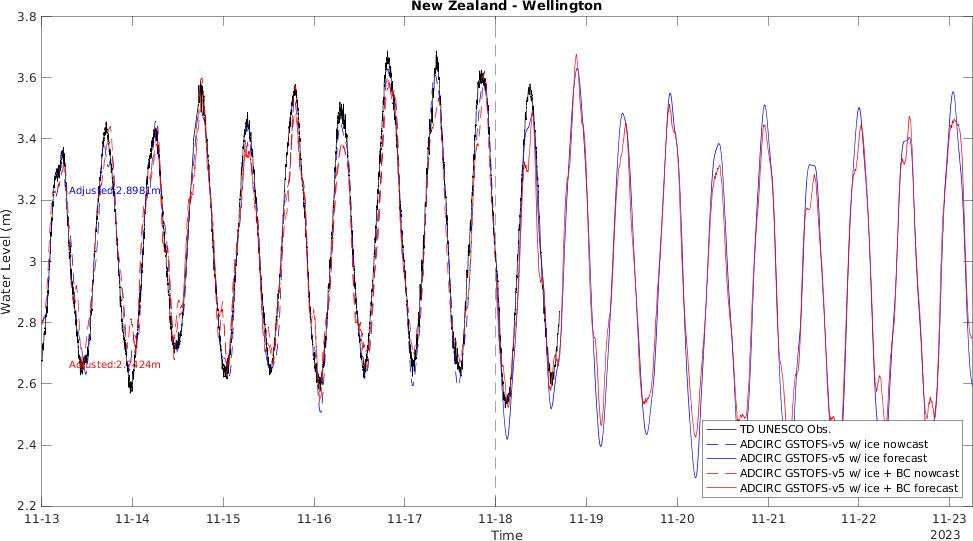 New Zealand - Wellington
3.8
3.6
3.4
3.2
3
2.8
2.6
2.4
2.2
Water Level (m)
Adjusted:2.8981m
TD UNESCO Obs.
ADCIRC GSTOFS-v5 w/ ice nowcast
ADCIRC GSTOFS-v5 w/ ice forecast
ADCIRC GSTOFS-v5 w/ ice + BC nowcast
ADCIRC GSTOFS-v5 w/ ice + BC forecast
11-13 11-14 11-15 11-16 11-17 11-18 11-19 11-20 11-21 11-22 11-23
Time
2023